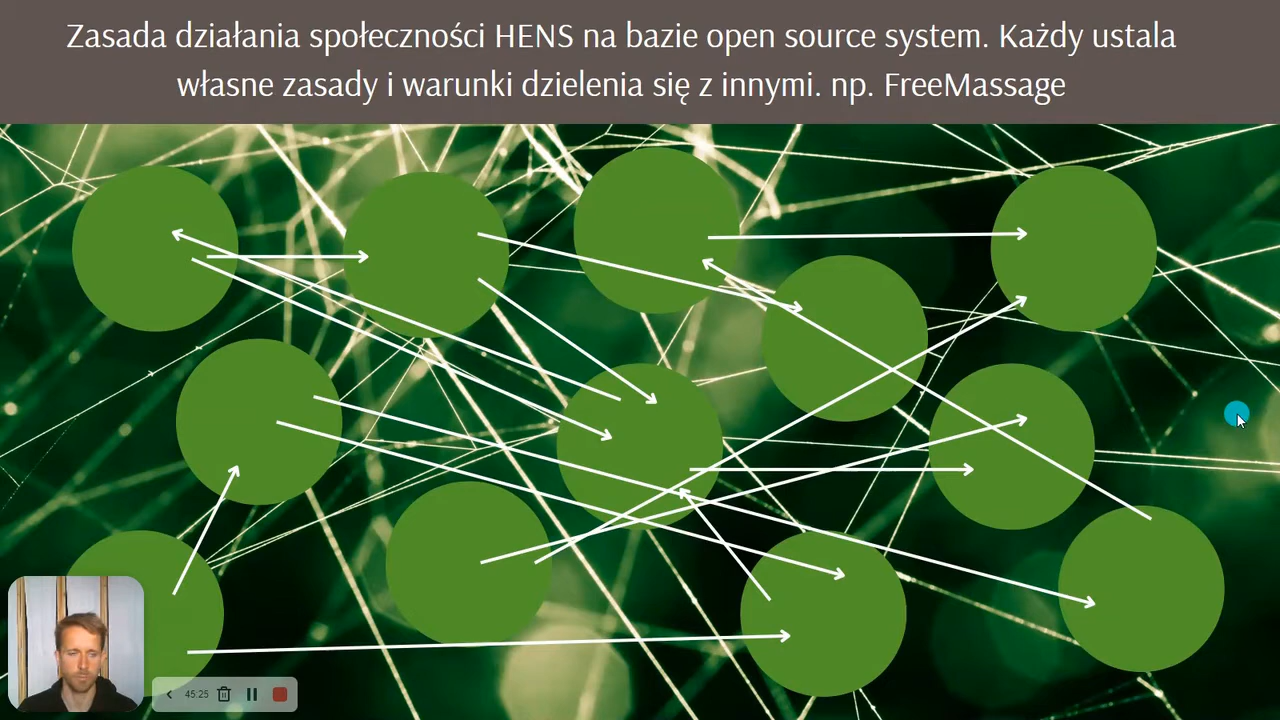 Zasada działania społeczności HENS na bazie open source system. Każdy ustala
własne zasady i warunki dzielenia się z innymi. np. FreeMassage
45:25